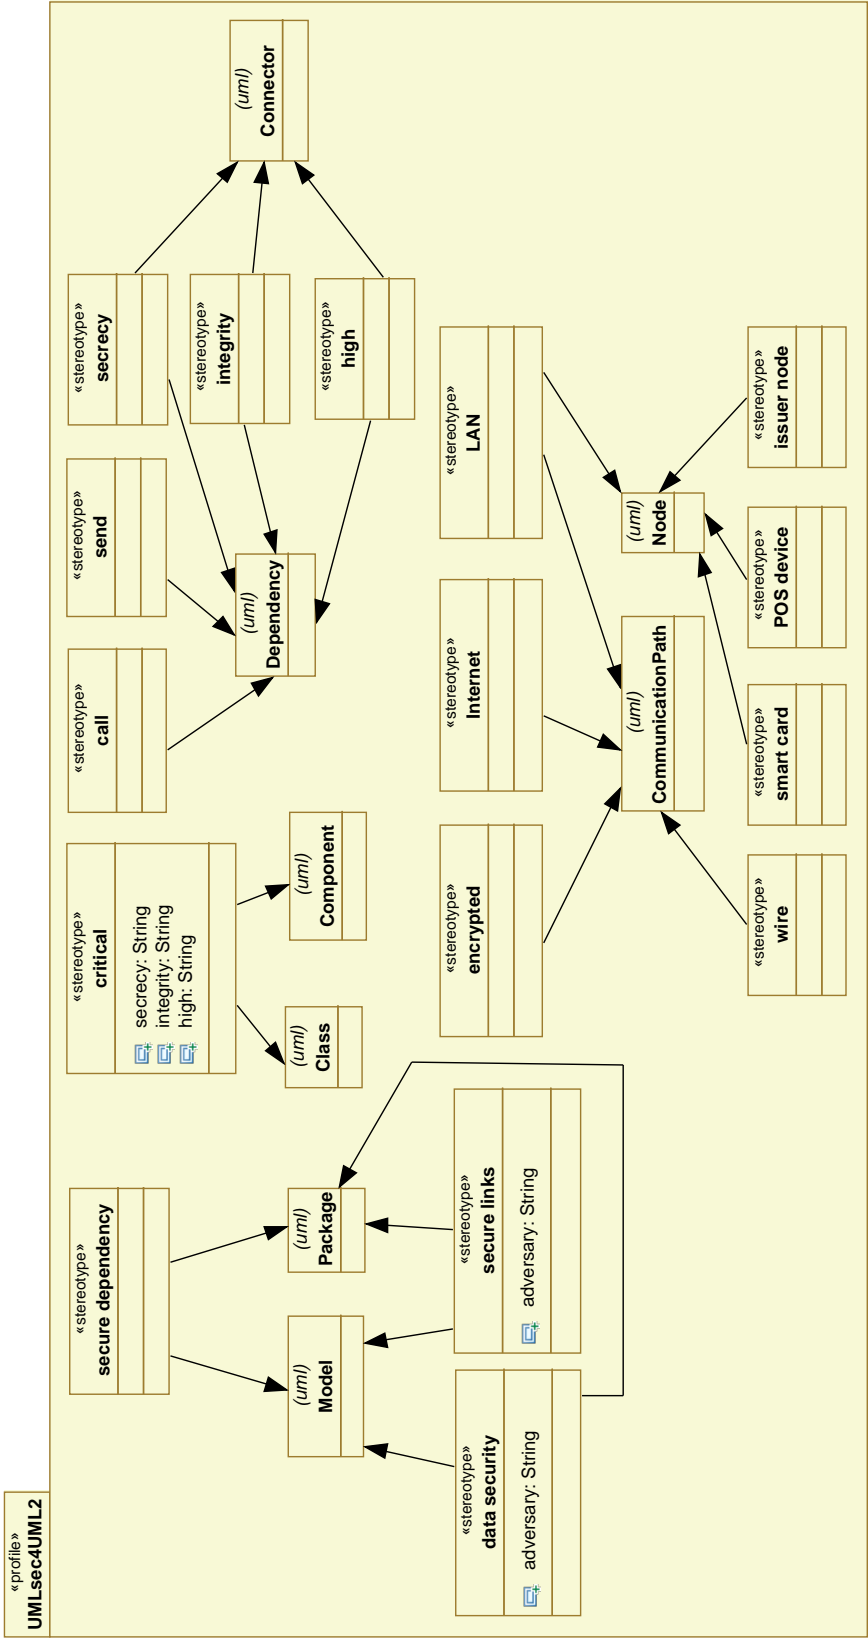 «profile»
UMLsec4UML2
«stereotype»
secure dependency
«stereotype»
critical
secrecy: String
integrity: String
high: String
«stereotype»
call
«stereotype»
send
«stereotype»
secrecy
«stereotype»
integrity
«stereotype»
high
(uml)
Connector
(uml)
Model
(uml)
Package
(uml)
Class
(uml)
Component
(uml)
Dependency
«stereotype»
data security
adversary: String
«stereotype»
secure links
adversary: String
«stereotype»
encrypted
«stereotype»
Internet
«stereotype»
LAN
(uml)
CommunicationPath
(uml)
Node
«stereotype»
wire
«stereotype»
smart card
«stereotype»
POS device
«stereotype»
issuer node